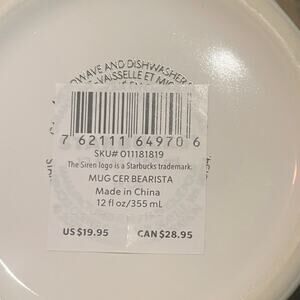 WAVE AND DISHWASHER
VAISSELLE ET MIC
7 62111 64970 6
SKU# 011181819
The Siren logo is a Starbucks trademark.
MUG CER BEARISTA
Made in China
12 fl oz/355 mL
US $19.95 CAN $28.95